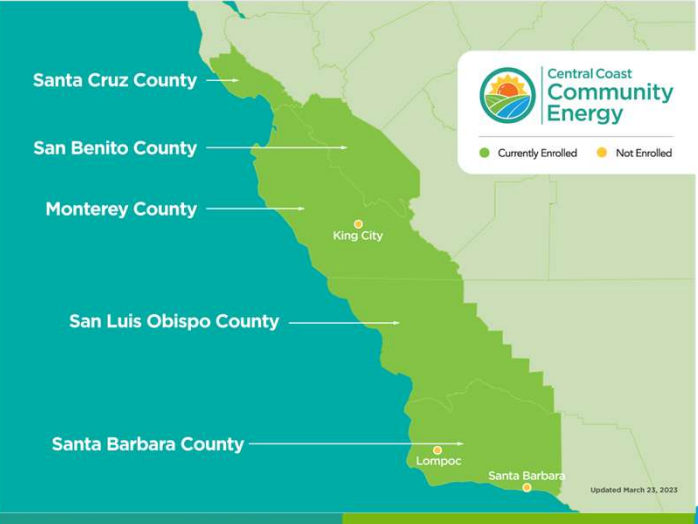 Santa Cruz County
San Benito County
Monterey County
King City
San Luis Obispo County
Santa Barbara County
Lompoc
Santa Barbara
Central Coast
Community
Energy
Currently Enrolled
Not Enrolled
Updated March 23, 2023